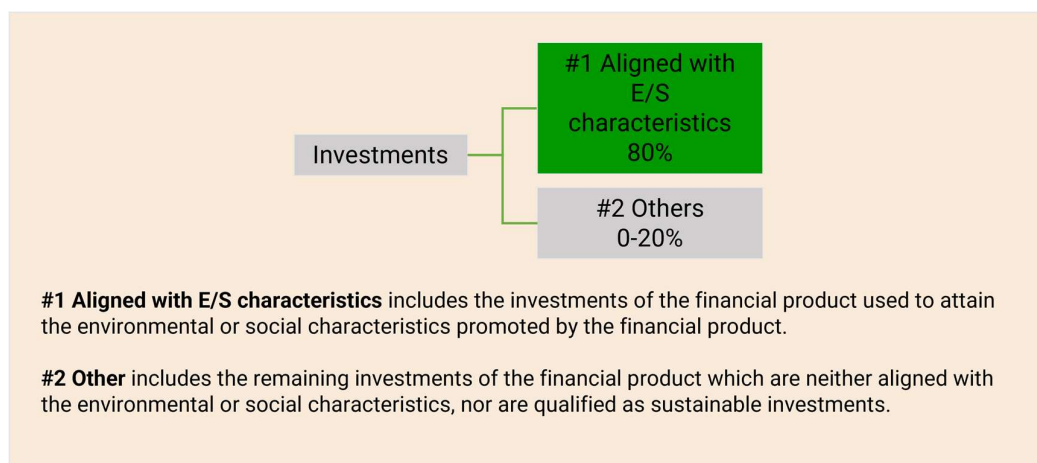 #1 Aligned with
E/S
characteristics
80%
Investments
#2 Others
0-20%
#1 Aligned with E/S characteristics includes the investments of the financial product used to attain
the environmental or social characteristics promoted by the financial product.
#2 Other includes the remaining investments of the financial product which are neither aligned with
the environmental or social characteristics, nor are qualified as sustainable investments.